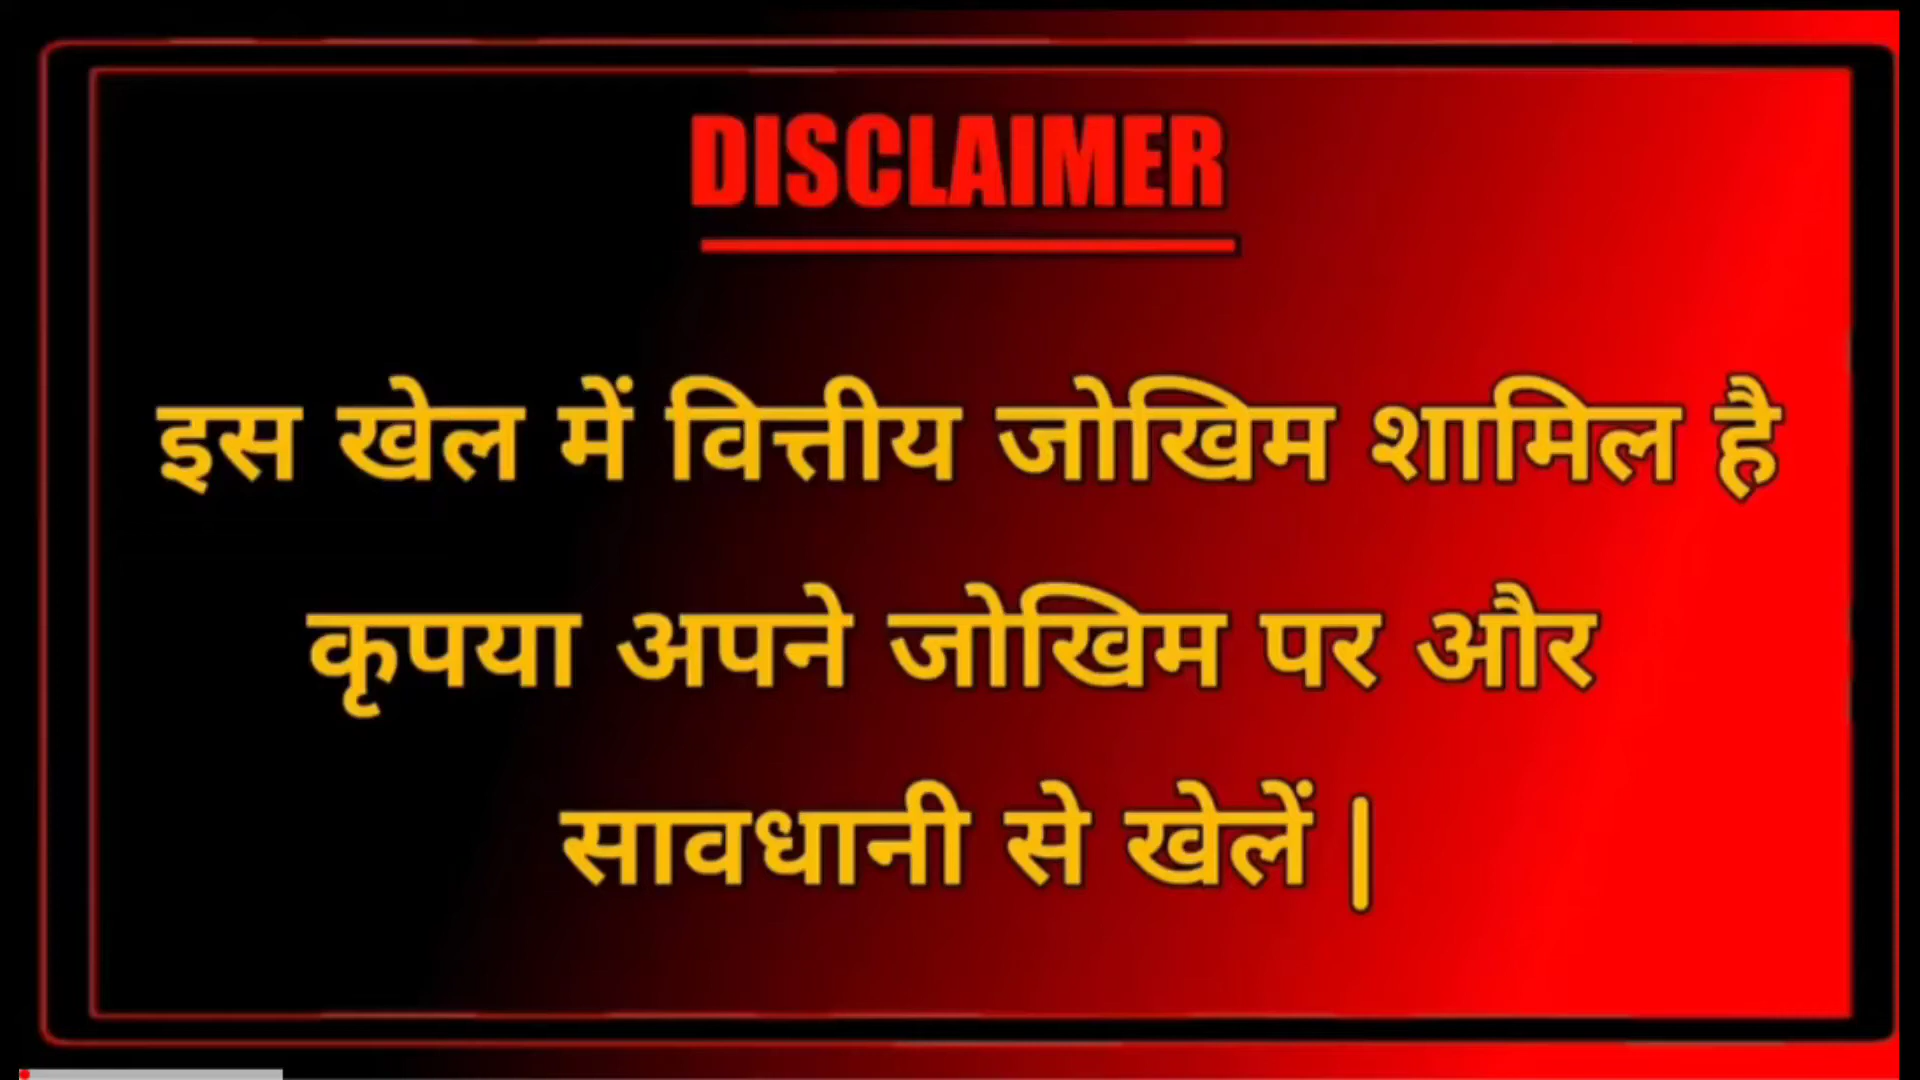 DISCLAIMER
इस खेल में वित्तीय जोखिम शामिल है
कृपया अपने जोखिम पर और
सावधानी से खेलें |